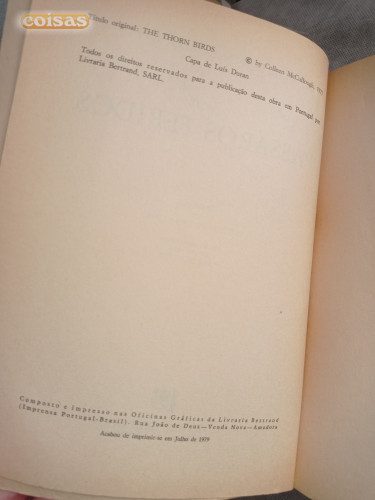 coisas
Título original: THE THORN BIRDS
© by Colleen McCullough,
Capa de Luís Duran
Todos os direitos reservados para a publicação desta obra em Portugal por
Livraria Bertrand, SARL.
Composto e impresso nas Oficinas Gráficas da Livraria Bertrand
(Imprensa Portugal-Brasil). Rua João de Deus — Venda Nova — Amadora
Acabou de imprimir-se em Julho de